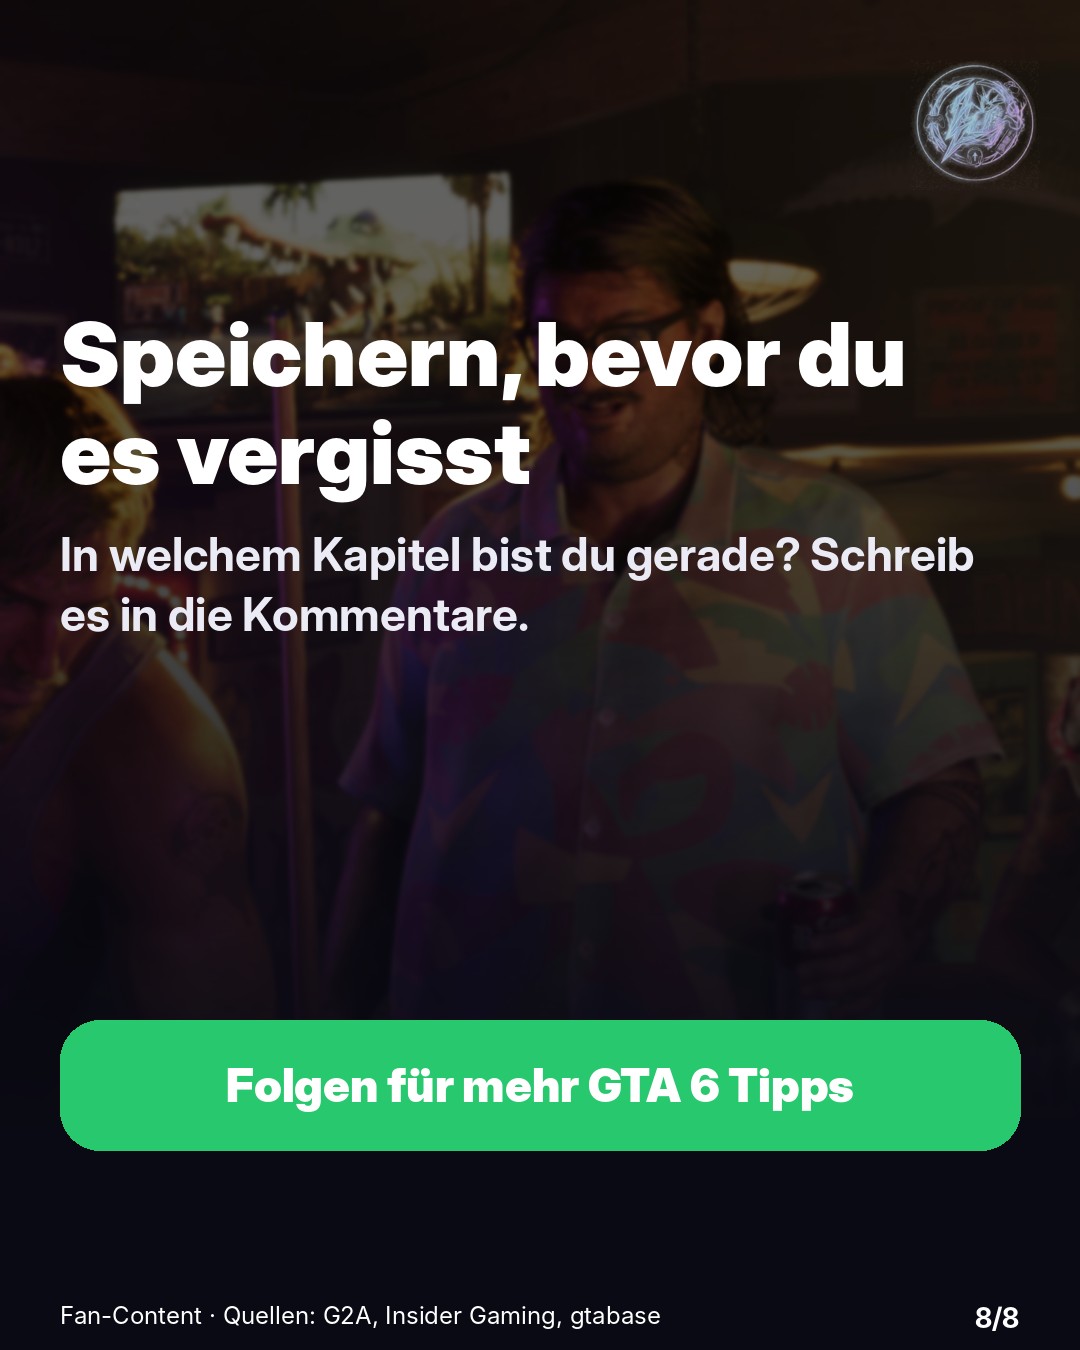 Speichern, bevor du
es vergisst
In welchem Kapitel bist du gerade? Schreib
es in die Kommentare.
Folgen für mehr GTA 6 Tipps
Fan-Content · Quellen: G2A, Insider Gaming, gtabase
8/8